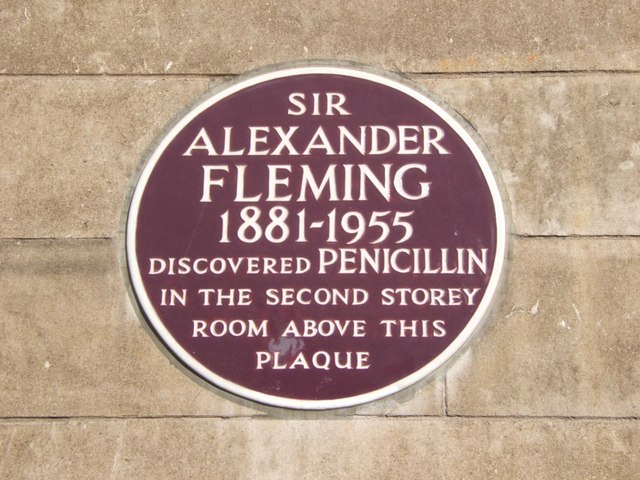 SIR
ALEXANDER
FLEMING
1881-1955
DISCOVERED PENICILLIN
IN THE SECOND STOREY
ROOM ABOVE THIS
PLAQUE